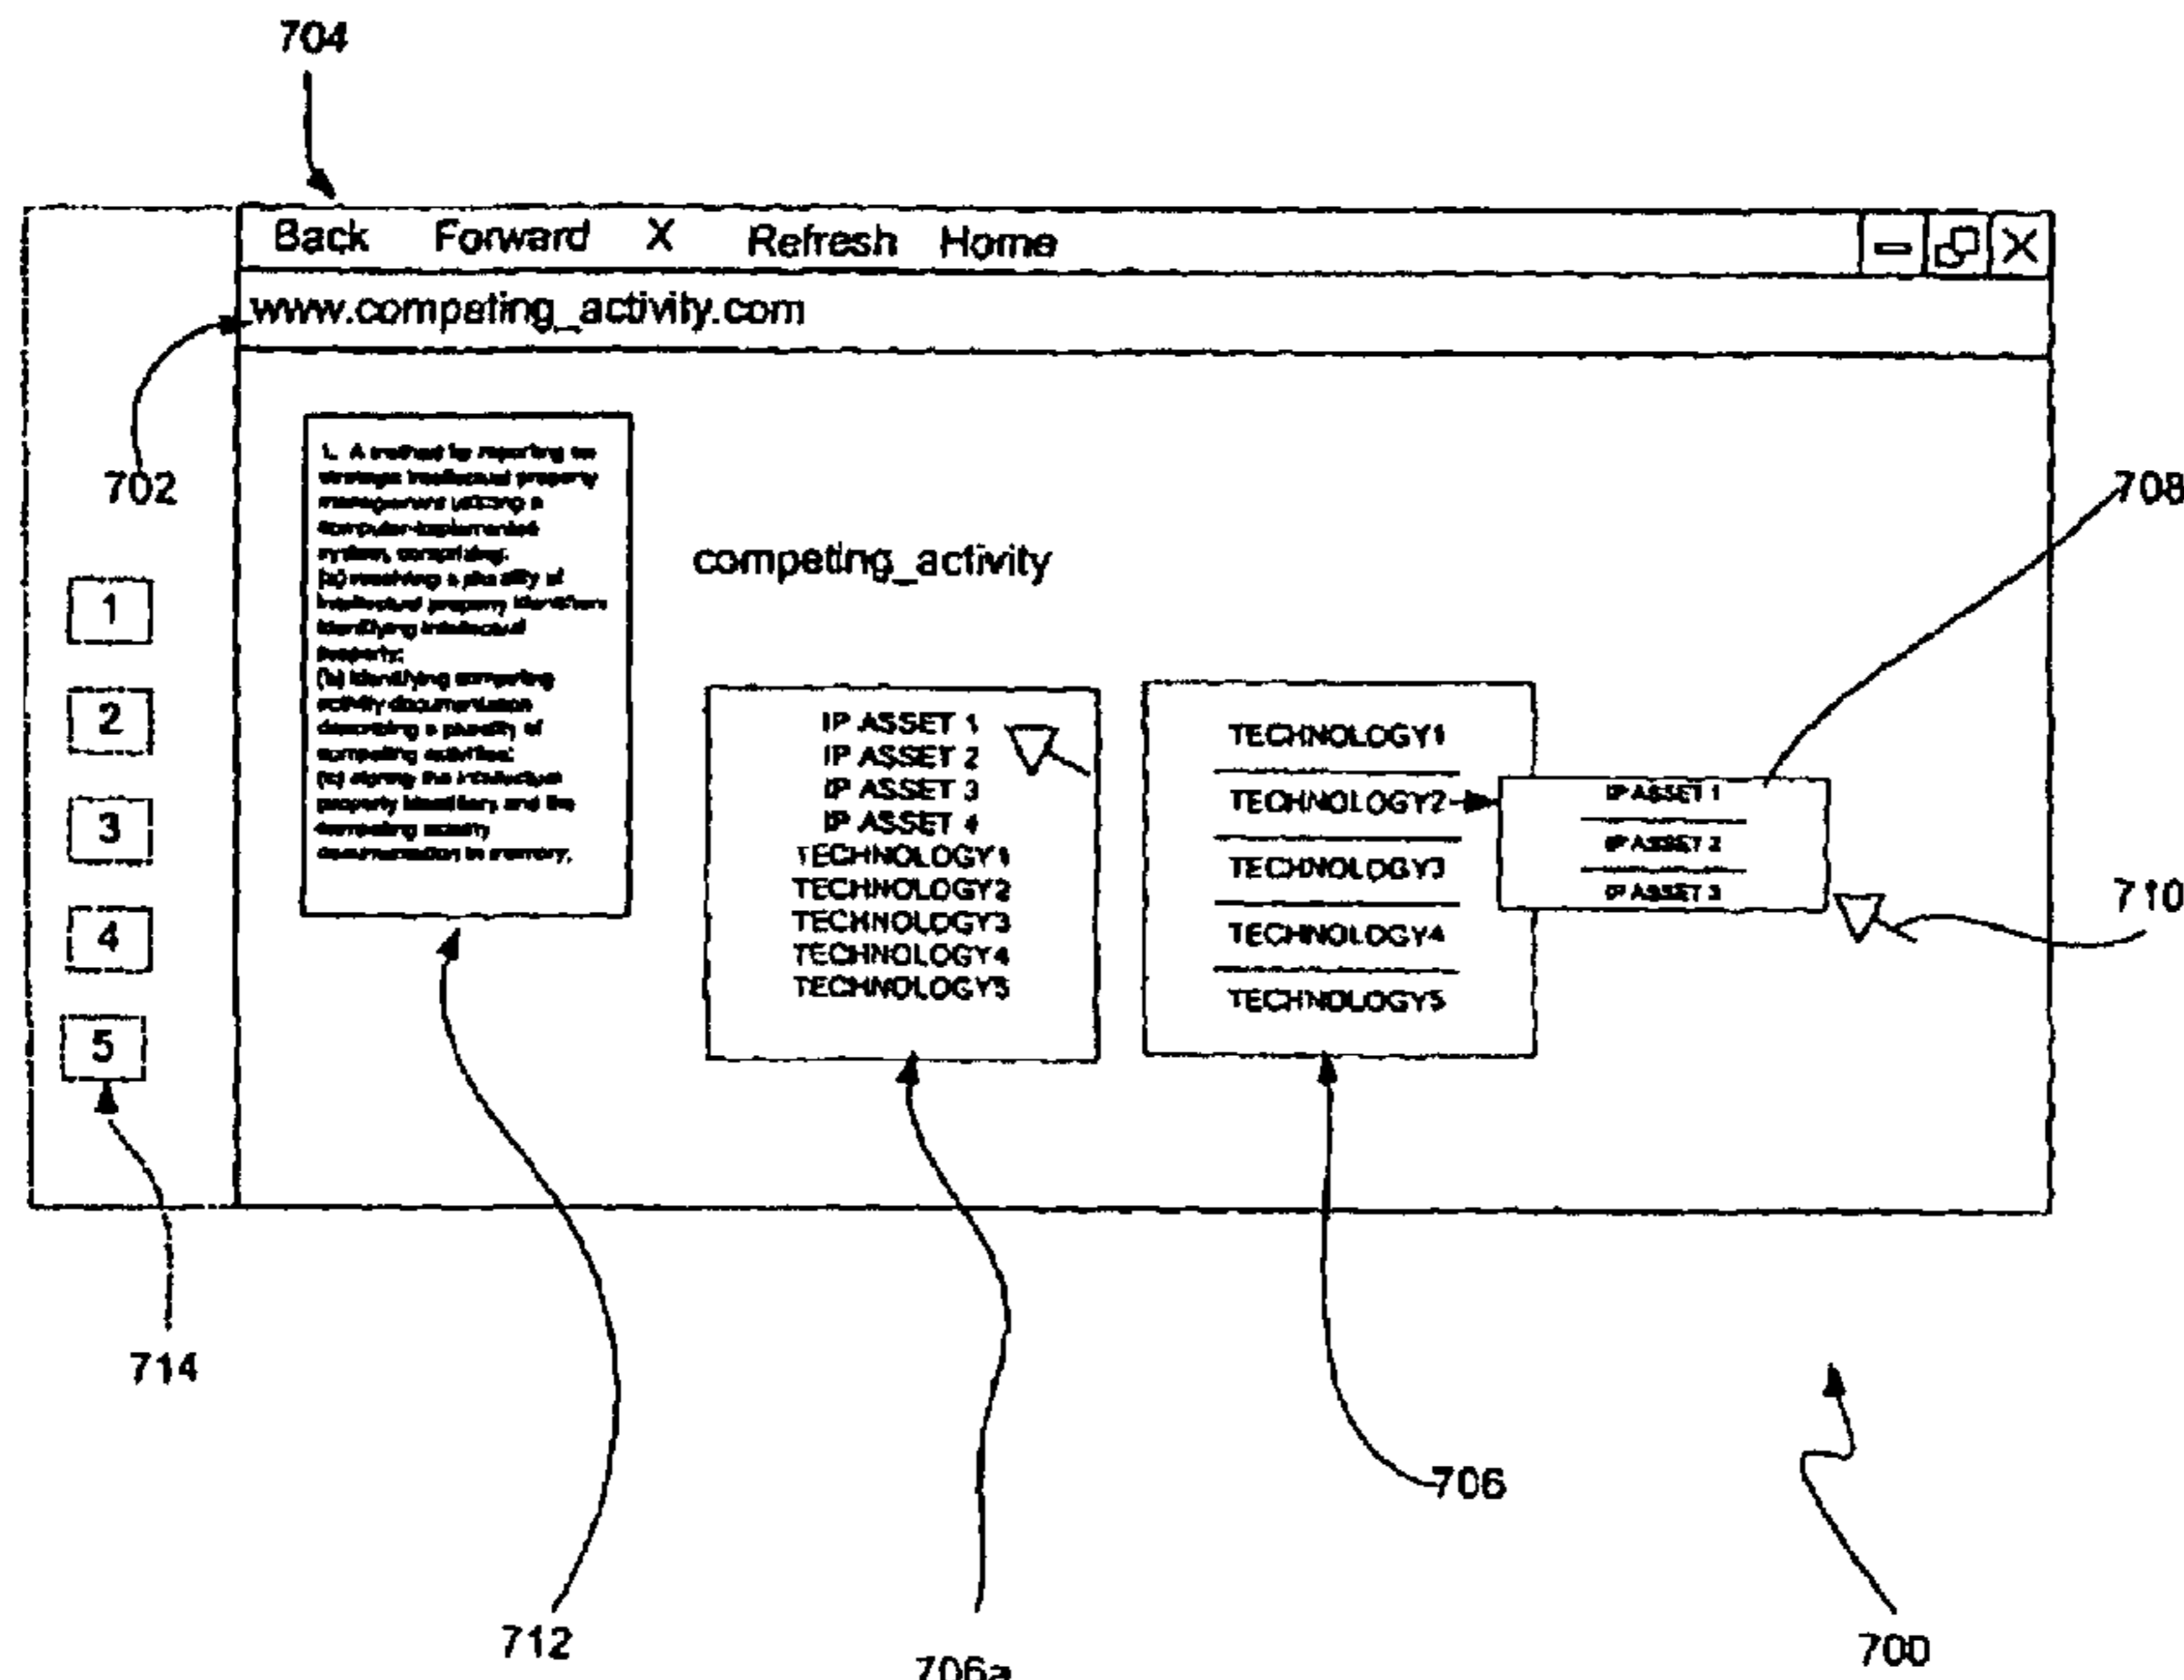 704
Back Forward X Refresh Home
www.competing_activity.com
702
708
1. A method for reporting on
strategic intellectual property
management utilizing a
computer-implemented
system, comprising:
(a) receiving a plurality of
intellectual property identifiers
identifying intellectual
property;
(b) identifying competing
activity documentation
describing a plurality of
competing activities;
(c) storing the intellectual
property identifiers and the
competing activity
documentation in memory;
competing_activity
1
2
3
4
5
IP ASSET 1
IP ASSET 2
IP ASSET 3
IP ASSET 4
TECHNOLOGY1
TECHNOLOGY2
TECHNOLOGY3
TECHNOLOGY4
TECHNOLOGY5
TECHNOLOGY1
TECHNOLOGY2
TECHNOLOGY3
TECHNOLOGY4
TECHNOLOGY5
IP ASSET 1
IP ASSET 2
IP ASSET 3
710
714
706
712
706a
700